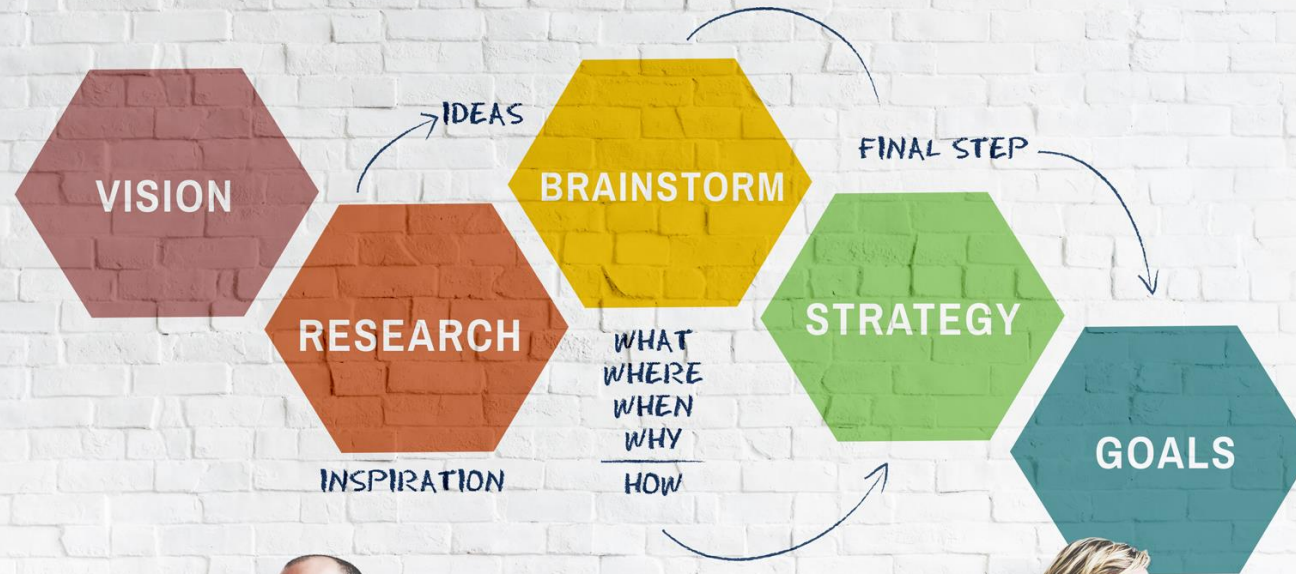 VISION
RESEARCH
INSPIRATION
IDEAS
BRAINSTORM
WHAT
WHERE
WHEN
WHY
HOW
STRATEGY
FINAL STEP
GOALS